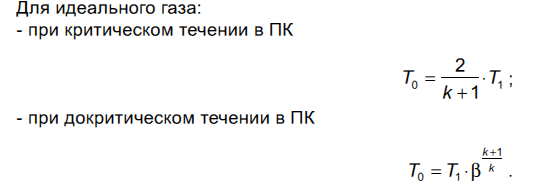 Для идеального газа:
- при критическом течении в ПК
T₀ = 2/(k+1) · T₁ ;
- при докритическом течении в ПК
T₀ = T₁ · β^((k+1)/k) .